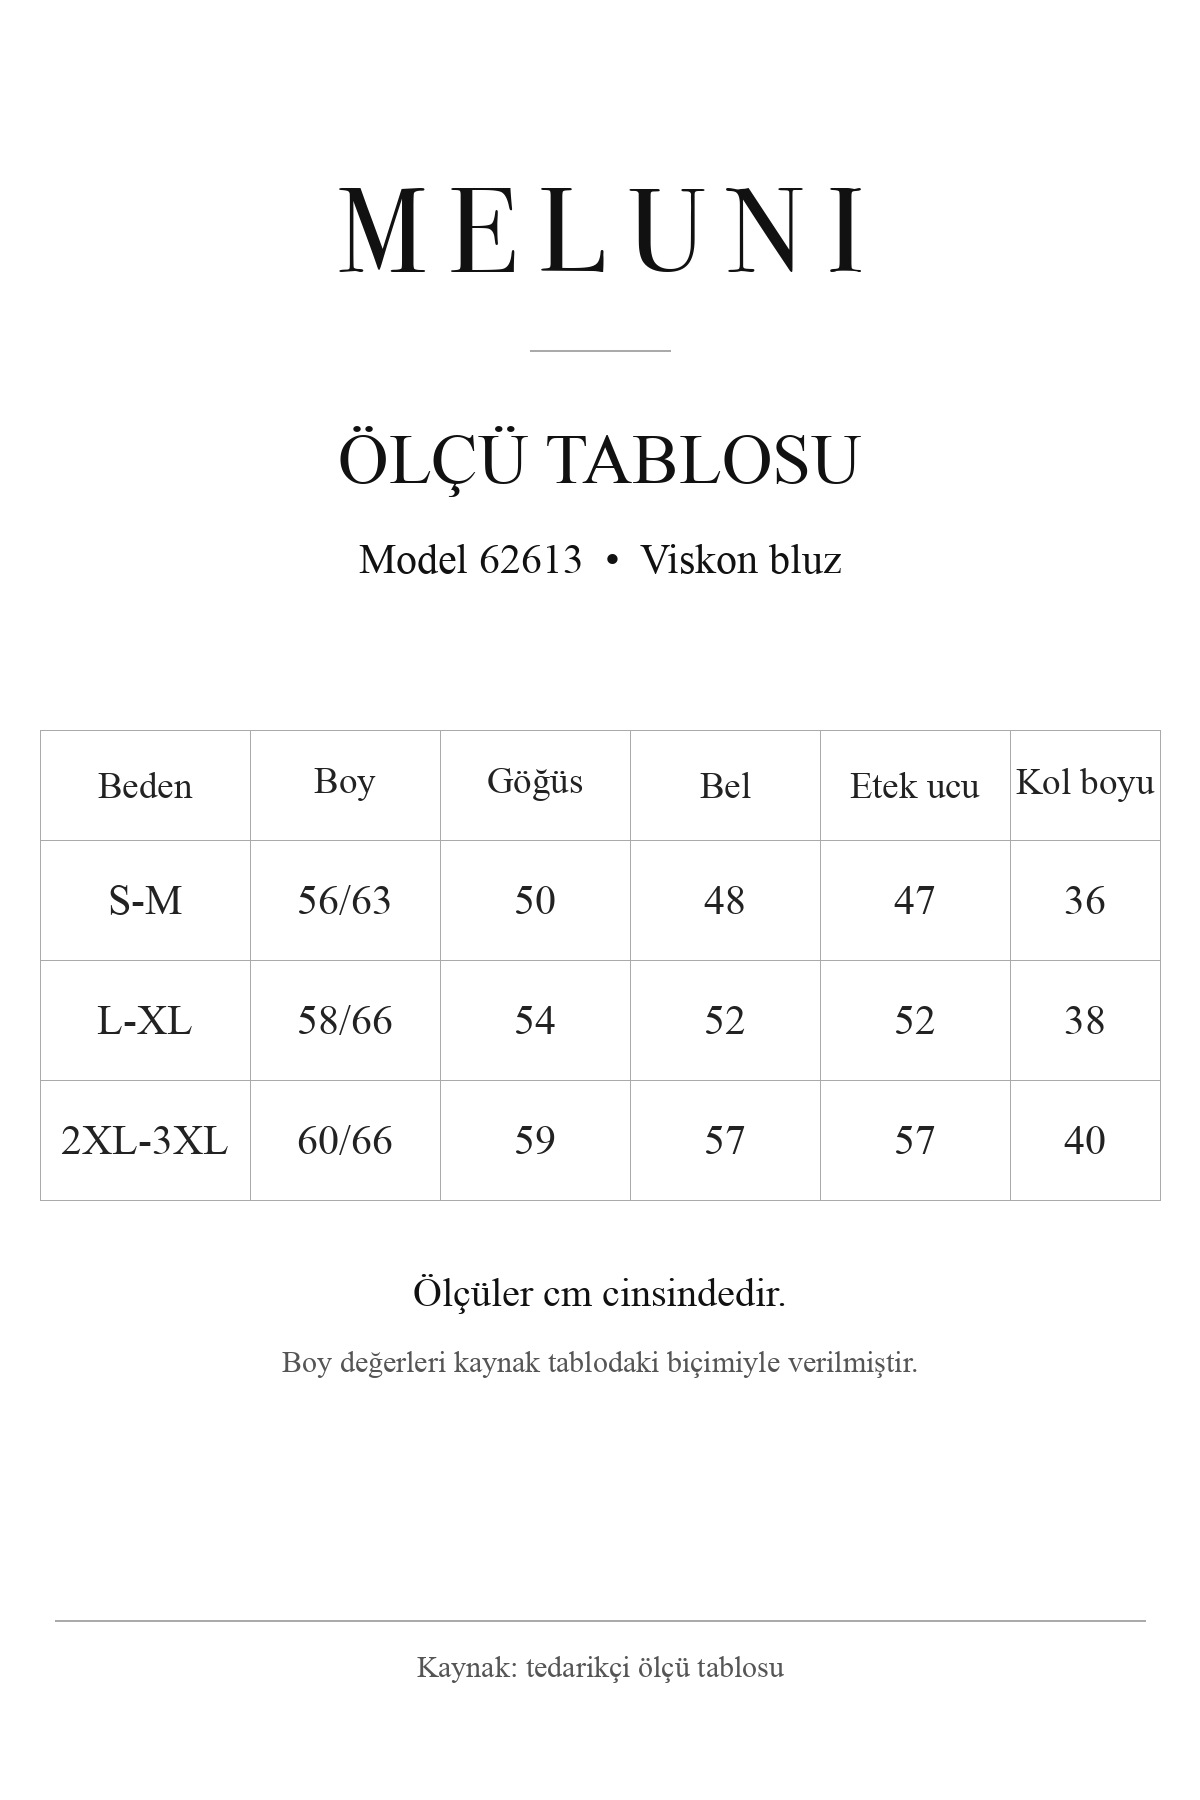 MELUNI
ÖLÇÜ TABLOSU
Model 62613 • Viskon bluz
Beden Boy Göğüs Bel Etek ucu Kol boyu
S-M 56/63 50 48 47 36
L-XL 58/66 54 52 52 38
2XL-3XL 60/66 59 57 57 40
Ölçüler cm cinsindedir.
Boy değerleri kaynak tablodaki biçimiyle verilmiştir.
Kaynak: tedarikçi ölçü tablosu